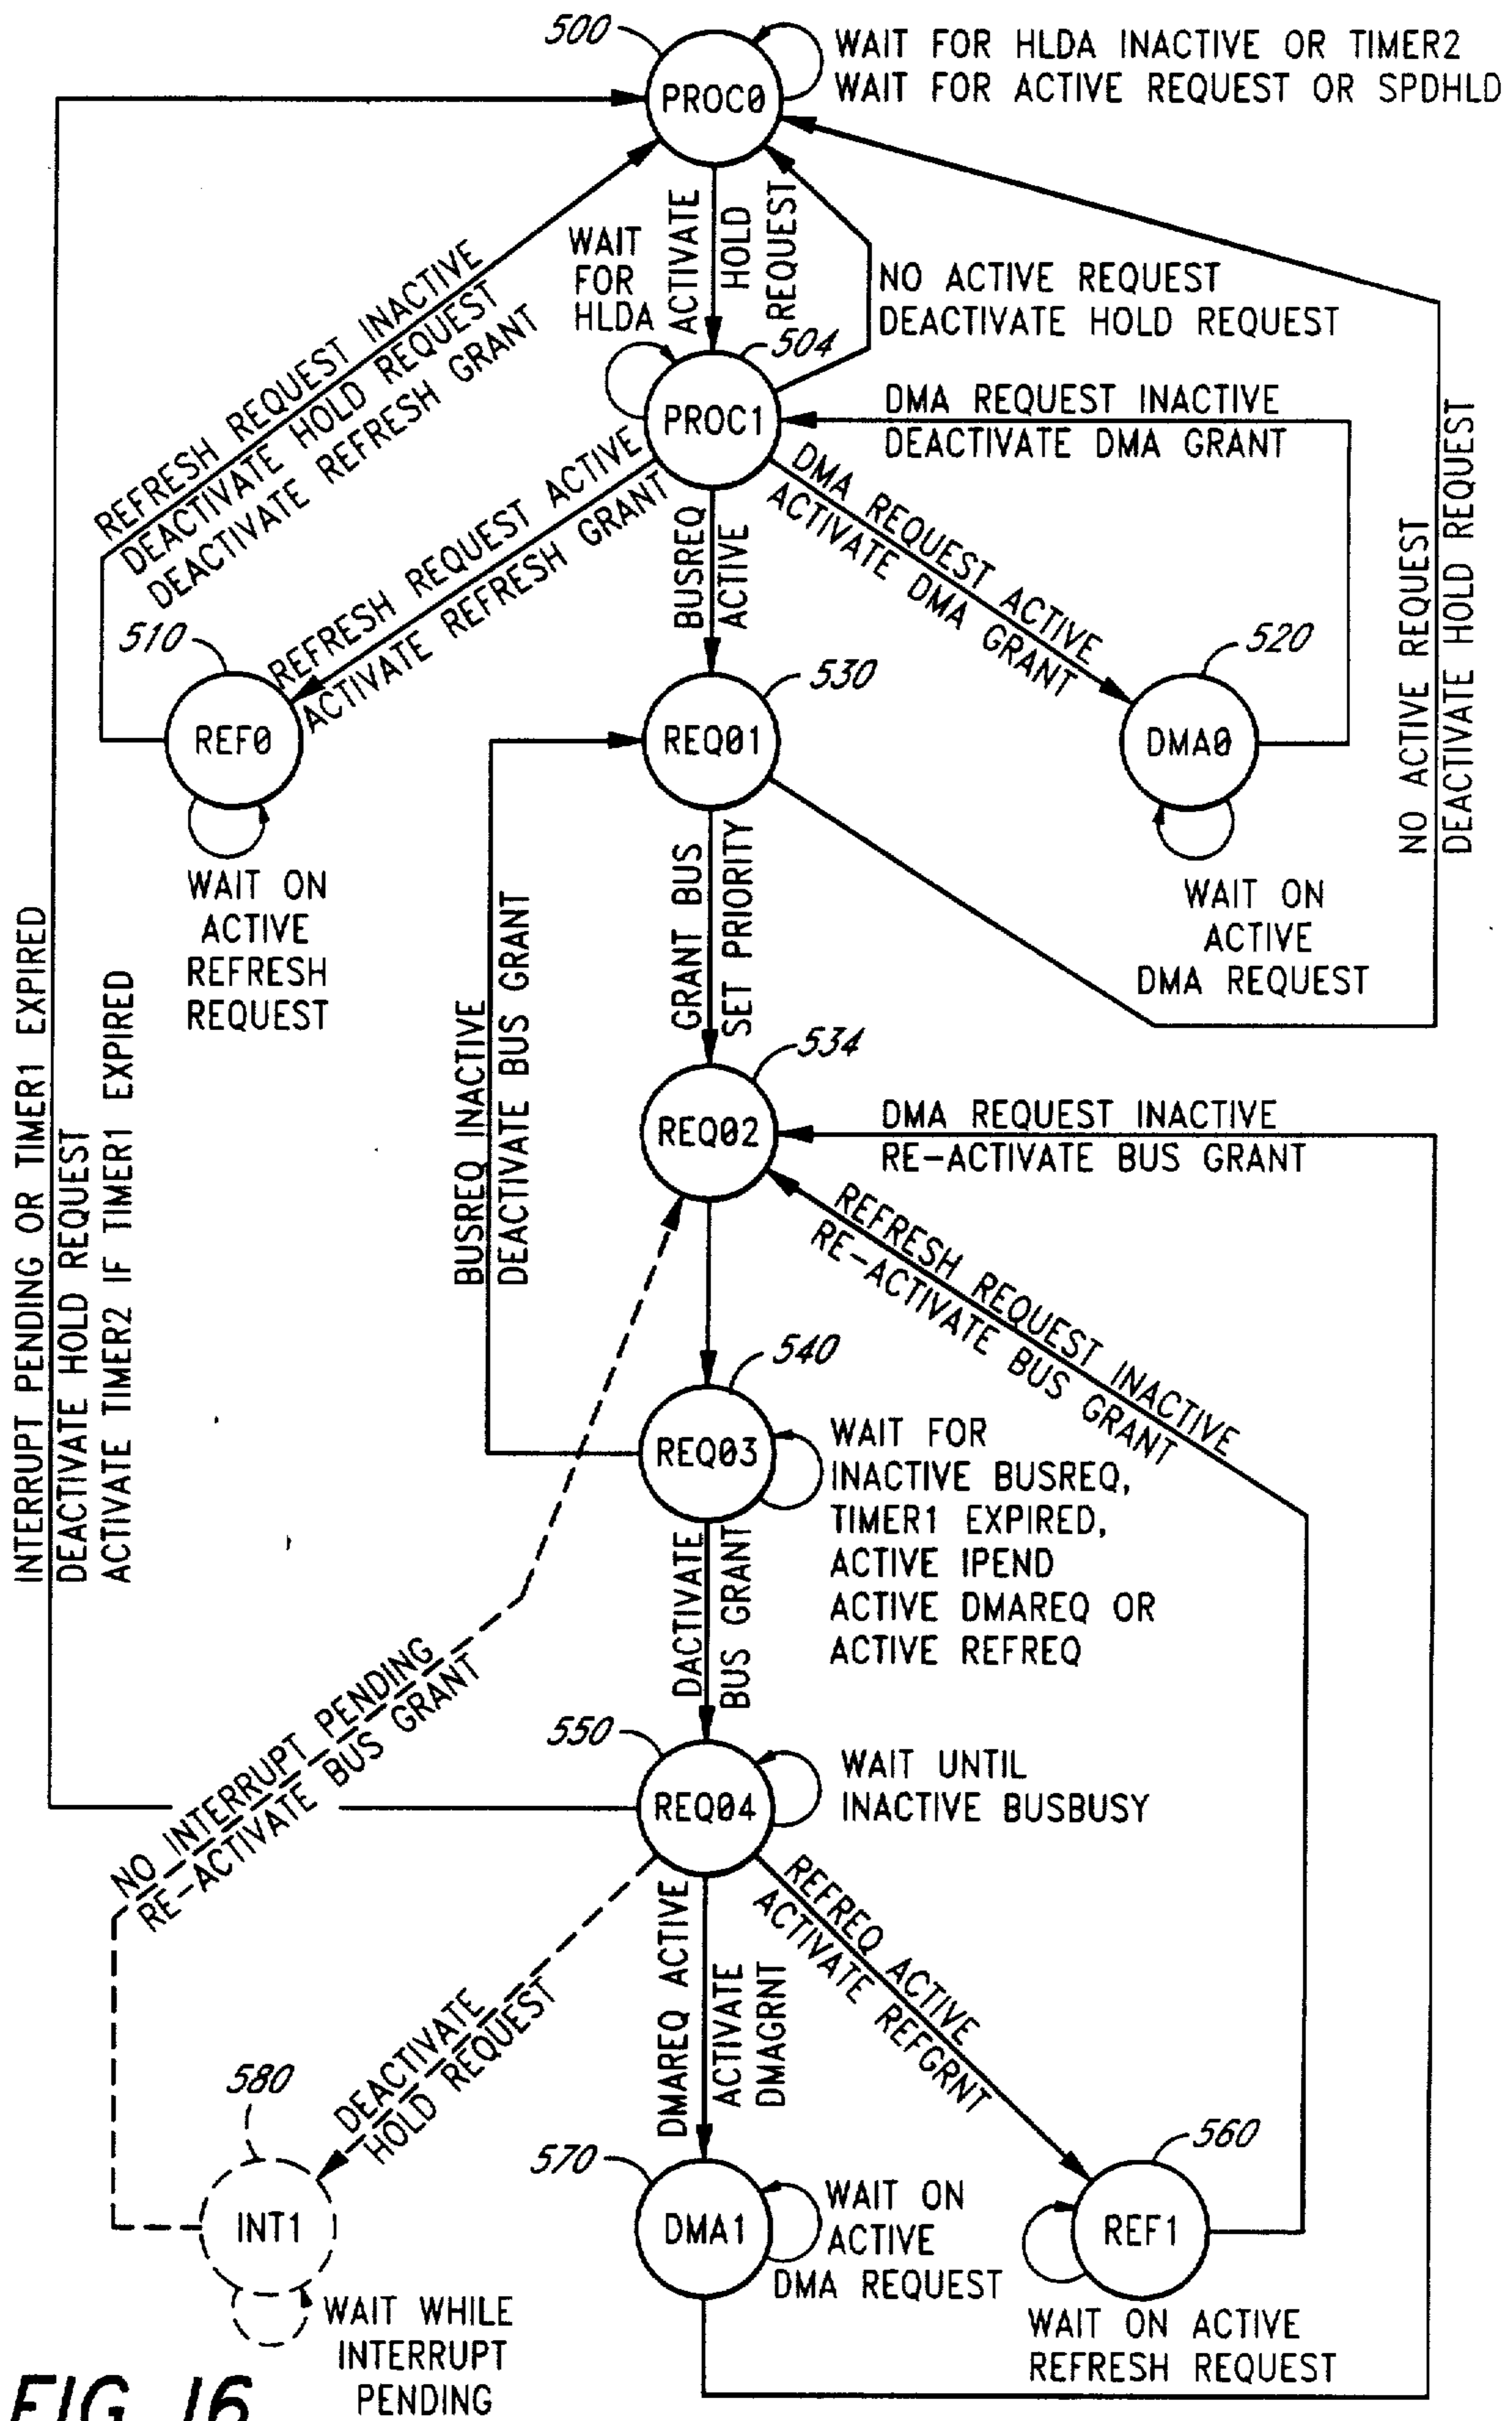 500
WAIT FOR HLDA INACTIVE OR TIMER2
WAIT FOR ACTIVE REQUEST OR SPDHLD
PROC0
ACTIVATE
HOLD
REQUEST
WAIT
FOR
HLDA
NO ACTIVE REQUEST
DEACTIVATE HOLD REQUEST
REFRESH REQUEST INACTIVE
DEACTIVATE HOLD REQUEST
DEACTIVATE REFRESH GRANT
504
PROC1
DMA REQUEST INACTIVE
DEACTIVATE DMA GRANT
REFRESH REQUEST ACTIVE
ACTIVATE REFRESH GRANT
BUSREQ
ACTIVE
DMA REQUEST ACTIVE
ACTIVATE DMA GRANT
NO ACTIVE REQUEST
DEACTIVATE HOLD REQUEST
510
REF0
530
REQ01
520
DMA0
WAIT ON
ACTIVE
REFRESH
REQUEST
WAIT ON
ACTIVE
DMA REQUEST
GRANT BUS
SET PRIORITY
BUSREQ INACTIVE
DEACTIVATE BUS GRANT
INTERRUPT PENDING OR TIMER1 EXPIRED
DEACTIVATE HOLD REQUEST
ACTIVATE TIMER2 IF TIMER1 EXPIRED
534
REQ02
DMA REQUEST INACTIVE
RE-ACTIVATE BUS GRANT
REFRESH REQUEST INACTIVE
RE-ACTIVATE BUS GRANT
540
REQ03
WAIT FOR
INACTIVE BUSREQ,
TIMER1 EXPIRED,
ACTIVE IPEND
ACTIVE DMAREQ OR
ACTIVE REFREQ
DACTIVATE
BUS GRANT
NO INTERRUPT PENDING
RE-ACTIVATE BUS GRANT
550
REQ04
WAIT UNTIL
INACTIVE BUSBUSY
DEACTIVATE
HOLD REQUEST
DMAREQ ACTIVE
ACTIVATE
DMAGRNT
REFREQ ACTIVE
ACTIVATE REFGRNT
580
INT1
570
DMA1
560
REF1
WAIT ON
ACTIVE
DMA REQUEST
WAIT WHILE
INTERRUPT
PENDING
WAIT ON ACTIVE
REFRESH REQUEST
FIG. 16